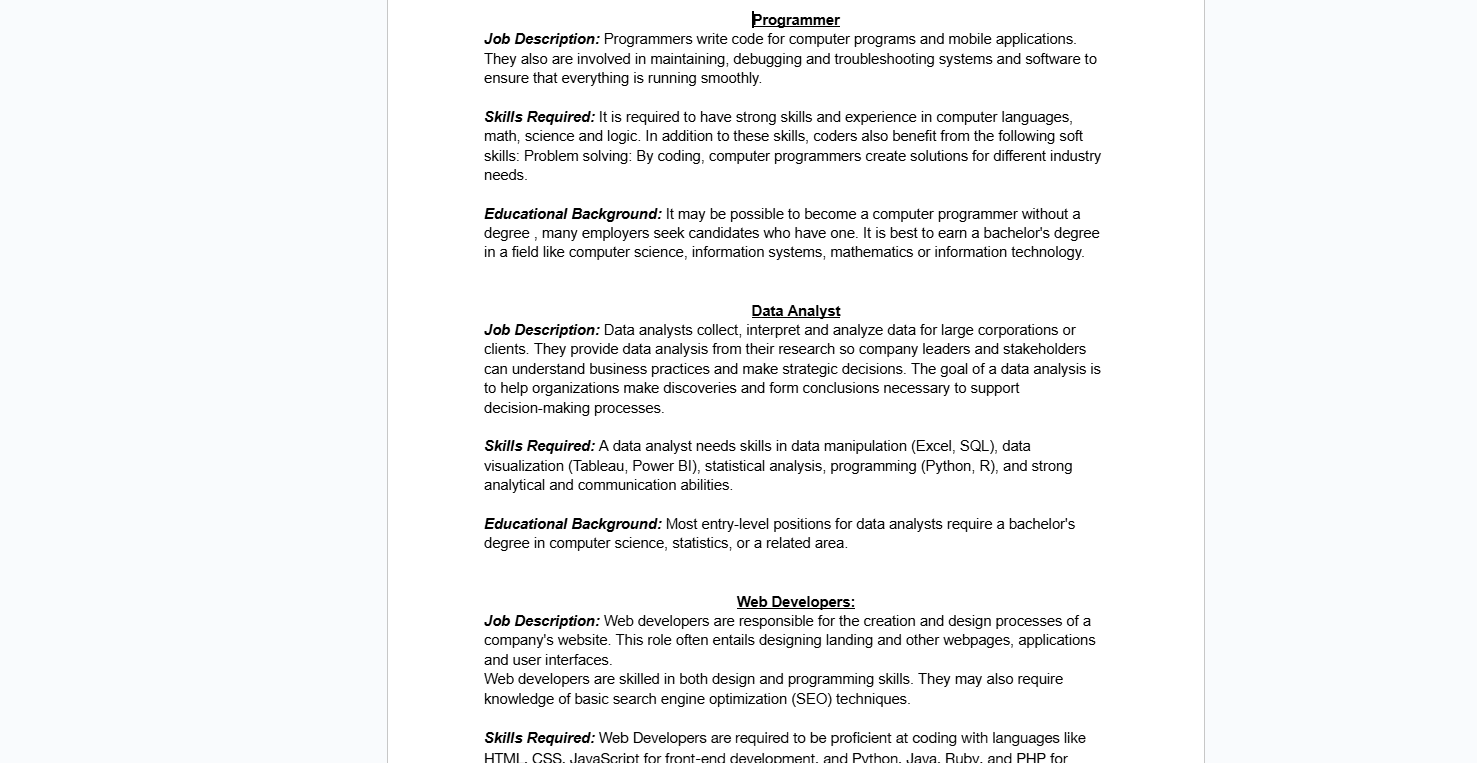 Programmer
Job Description: Programmers write code for computer programs and mobile applications.
They also are involved in maintaining, debugging and troubleshooting systems and software to
ensure that everything is running smoothly.
Skills Required: It is required to have strong skills and experience in computer languages,
math, science and logic. In addition to these skills, coders also benefit from the following soft
skills: Problem solving: By coding, computer programmers create solutions for different industry
needs.
Educational Background: It may be possible to become a computer programmer without a
degree , many employers seek candidates who have one. It is best to earn a bachelor's degree
in a field like computer science, information systems, mathematics or information technology.
Data Analyst
Job Description: Data analysts collect, interpret and analyze data for large corporations or
clients. They provide data analysis from their research so company leaders and stakeholders
can understand business practices and make strategic decisions. The goal of a data analysis is
to help organizations make discoveries and form conclusions necessary to support
decision-making processes.
Skills Required: A data analyst needs skills in data manipulation (Excel, SQL), data
visualization (Tableau, Power BI), statistical analysis, programming (Python, R), and strong
analytical and communication abilities.
Educational Background: Most entry-level positions for data analysts require a bachelor's
degree in computer science, statistics, or a related area.
Web Developers:
Job Description: Web developers are responsible for the creation and design processes of a
company's website. This role often entails designing landing and other webpages, applications
and user interfaces.
Web developers are skilled in both design and programming skills. They may also require
knowledge of basic search engine optimization (SEO) techniques.
Skills Required: Web Developers are required to be proficient at coding with languages like
HTML, CSS, JavaScript for front-end development, and Python, Java, Ruby, and PHP for